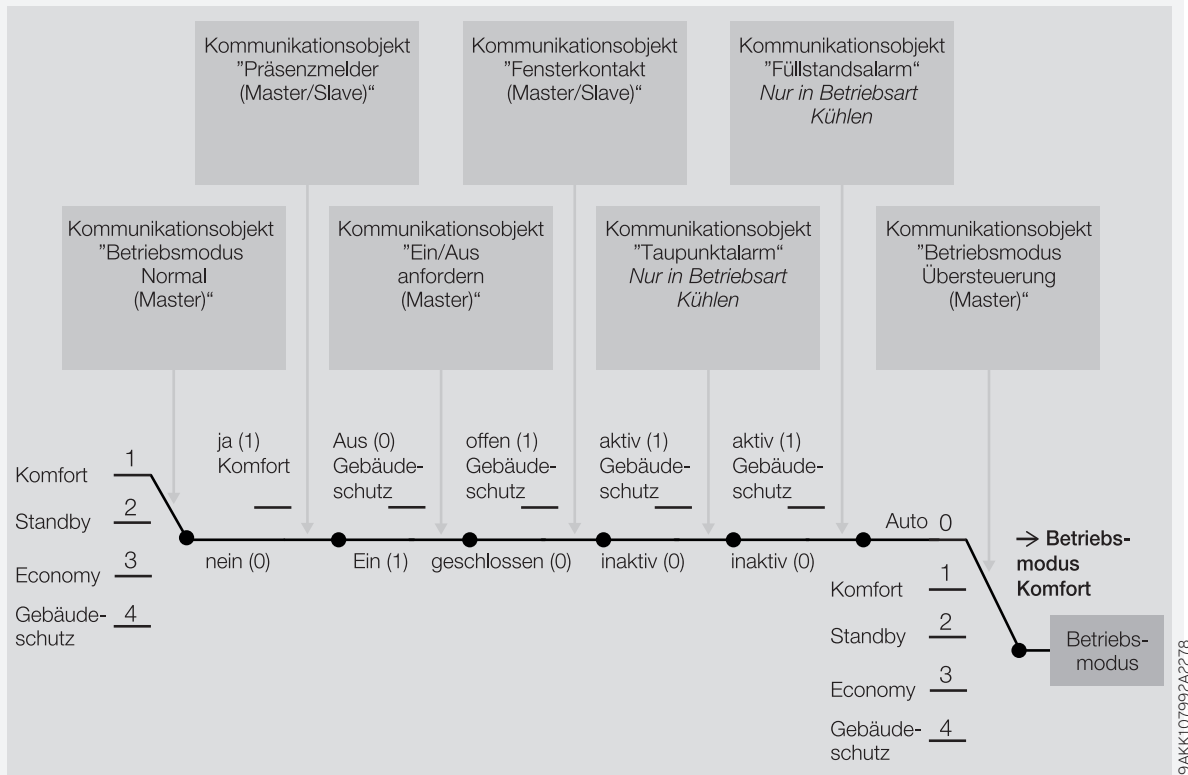 Kommunikationsobjekt
"Präsenzmelder
(Master/Slave)“
Kommunikationsobjekt
"Fensterkontakt
(Master/Slave)“
Kommunikationsobjekt
"Füllstandsalarm“
Nur in Betriebsart
Kühlen
Kommunikationsobjekt
"Betriebsmodus
Normal
(Master)“
Kommunikationsobjekt
"Ein/Aus
anfordern
(Master)“
Kommunikationsobjekt
"Taupunktalarm“
Nur in Betriebsart
Kühlen
Kommunikationsobjekt
"Betriebsmodus
Übersteuerung
(Master)“
Komfort 1
Standby 2
Economy 3
Gebäude-
schutz 4
ja (1)
Komfort
nein (0)
Aus (0)
Gebäude-
schutz
Ein (1)
offen (1)
Gebäude-
schutz
geschlossen (0)
aktiv (1)
Gebäude-
schutz
inaktiv (0)
aktiv (1)
Gebäude-
schutz
inaktiv (0)
Auto 0
Komfort 1
Standby 2
Economy 3
Gebäude-
schutz 4
→ Betriebs-
modus
Komfort
Betriebs-
modus
9AKK107992A2278